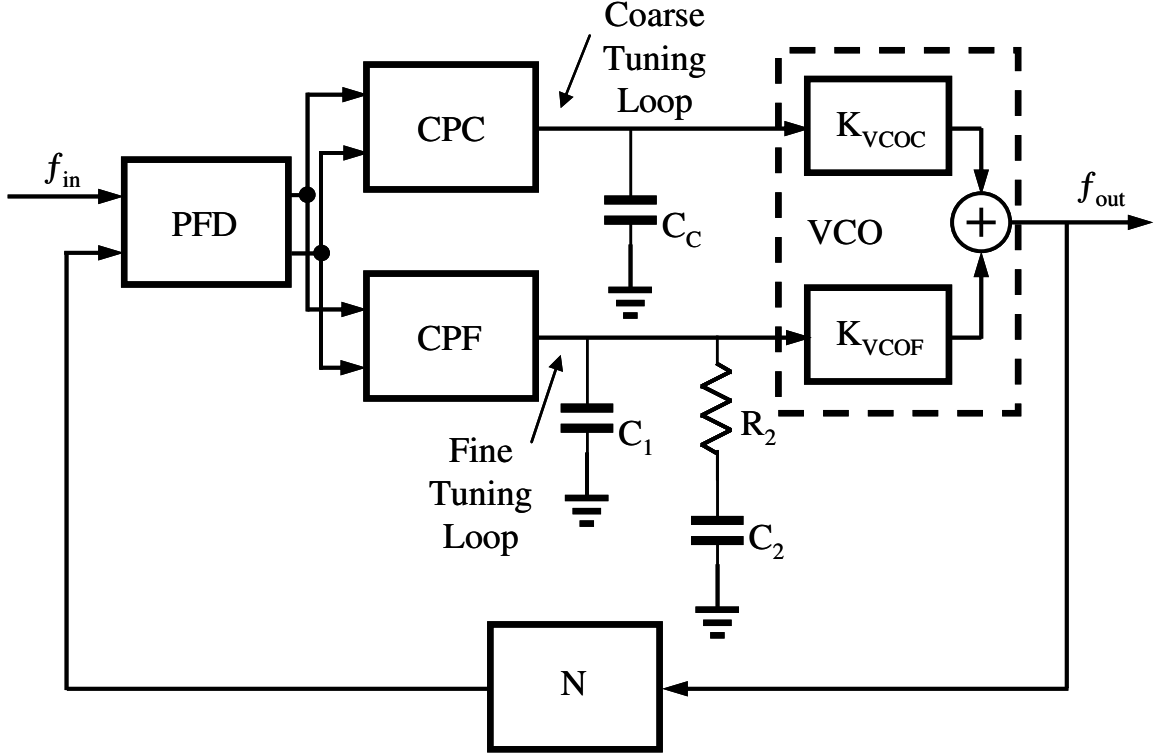 Coarse
Tuning
Loop
CPC
K_VCOC
f_in
PFD
C_C
VCO
+
f_out
CPF
K_VCOF
C_1
R_2
Fine
Tuning
Loop
C_2
N